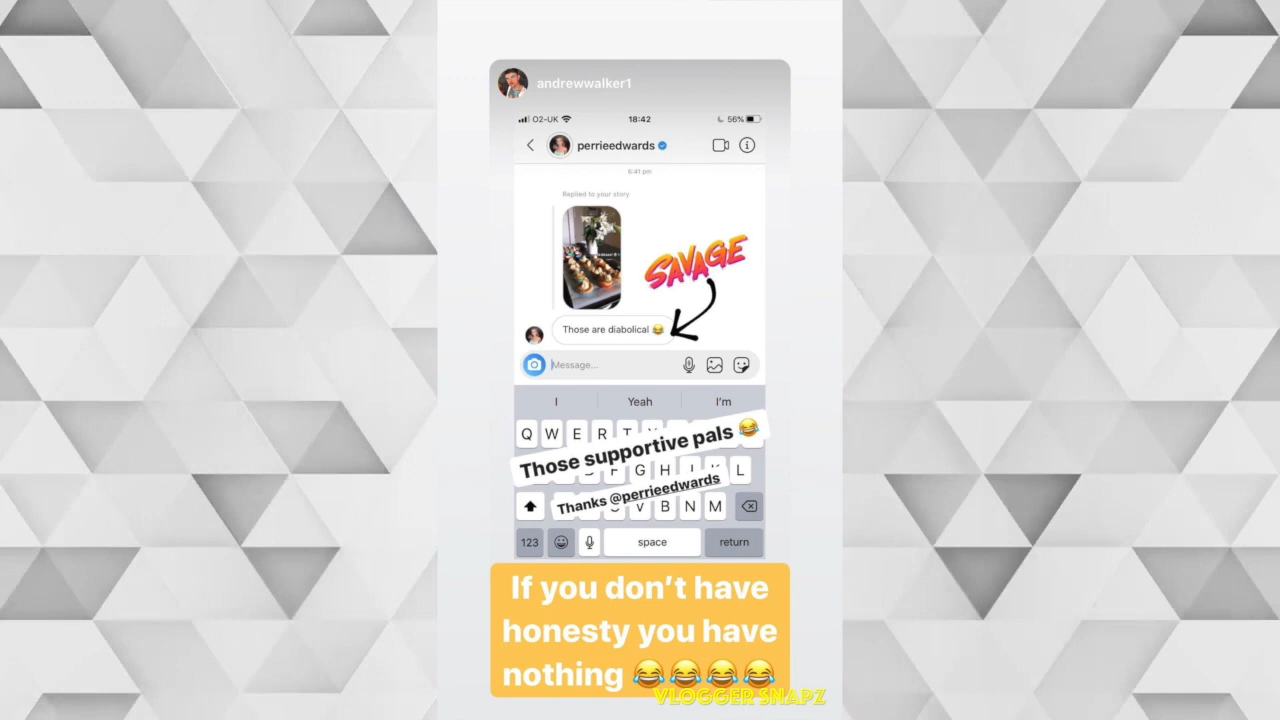 andrewwalker1
O2-UK 18:42 56%
perrieedwards
6:41 pm
Replied to your story
SAVAGE
Those are diabolical 😂
Message...
I Yeah I'm
Q W E R T
Those supportive pals 😂
F G H J K L
Thanks @perrieedwards
V B N M
123 space return
If you don't have
honesty you have
nothing 😂😂😂😂
VLOGGER SNAPZ